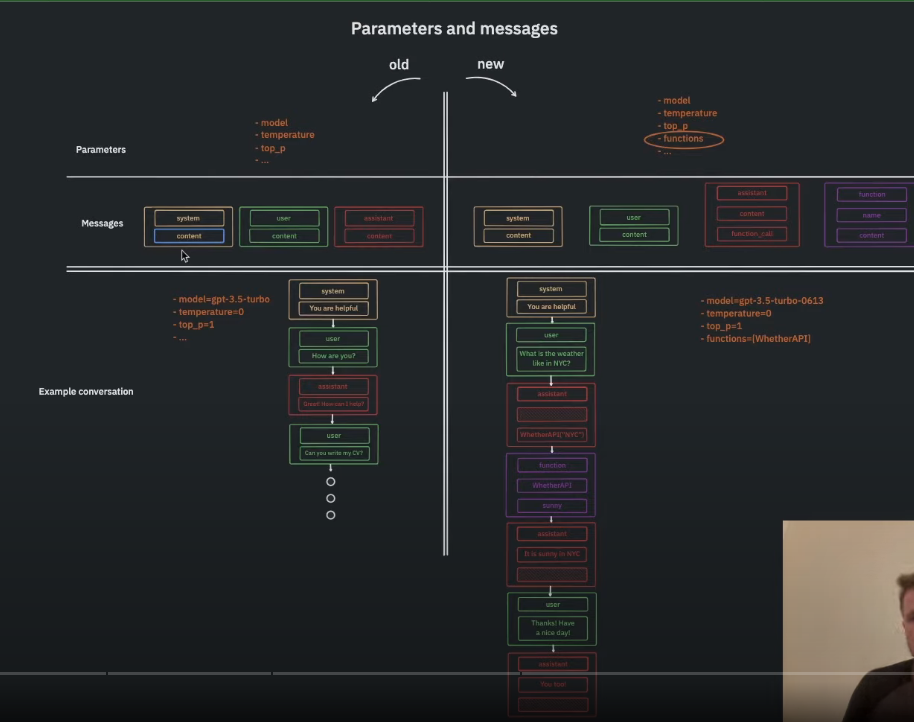 Parameters and messages
old
new
Parameters
- model
- temperature
- top_p
- ...
- model
- temperature
- top_p
- functions
- ...
Messages
system
content
user
content
assistant
content
system
content
user
content
assistant
content
function_call
function
name
content
Example conversation
- model=gpt-3.5-turbo
- temperature=0
- top_p=1
- ...
system
You are helpful
user
How are you?
assistant
Great! How can I help?
user
Can you write my CV?
system
You are helpful
user
What is the weather
like in NYC?
assistant
WhetherAPI("NYC")
function
WhetherAPI
sunny
assistant
It is sunny in NYC
user
Thanks! Have
a nice day!
assistant
You too!
- model=gpt-3.5-turbo-0613
- temperature=0
- top_p=1
- functions=[WhetherAPI]